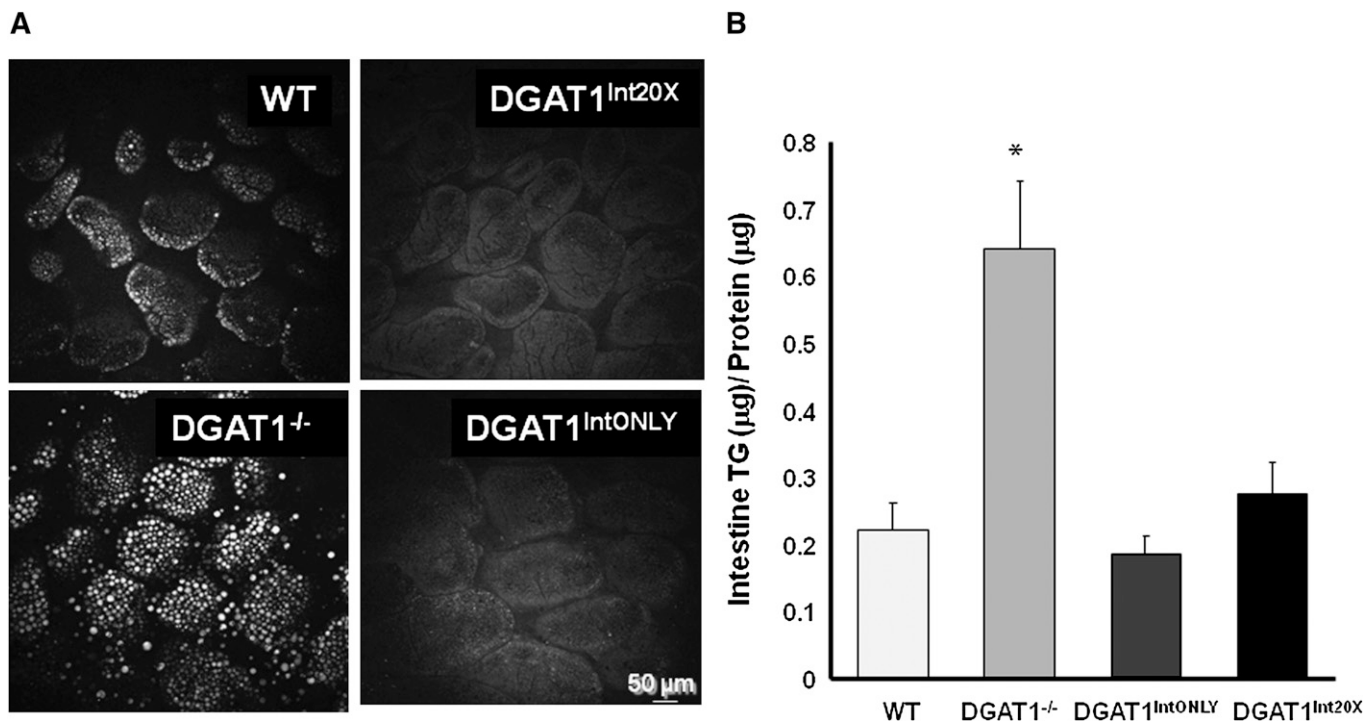 A
WT
DGAT1Int20X
DGAT1-/-
DGAT1IntONLY
50 µm
B
Intestine TG (µg)/ Protein (µg)
0.8
0.7
0.6
0.5
0.4
0.3
0.2
0.1
0
*
WT DGAT1-/- DGAT1IntONLY DGAT1Int20X